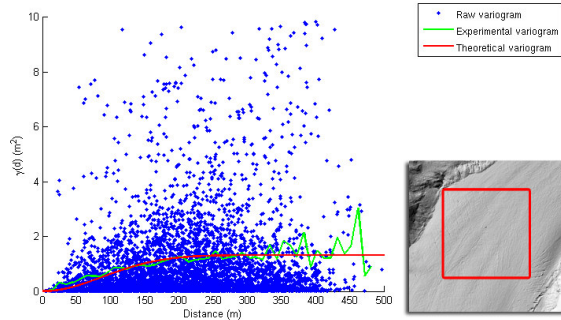 Raw variogram
Experimental variogram
Theoretical variogram
10
8
6
4
2
0
γ(d) (m²)
0 50 100 150 200 250 300 350 400 450 500
Distance (m)